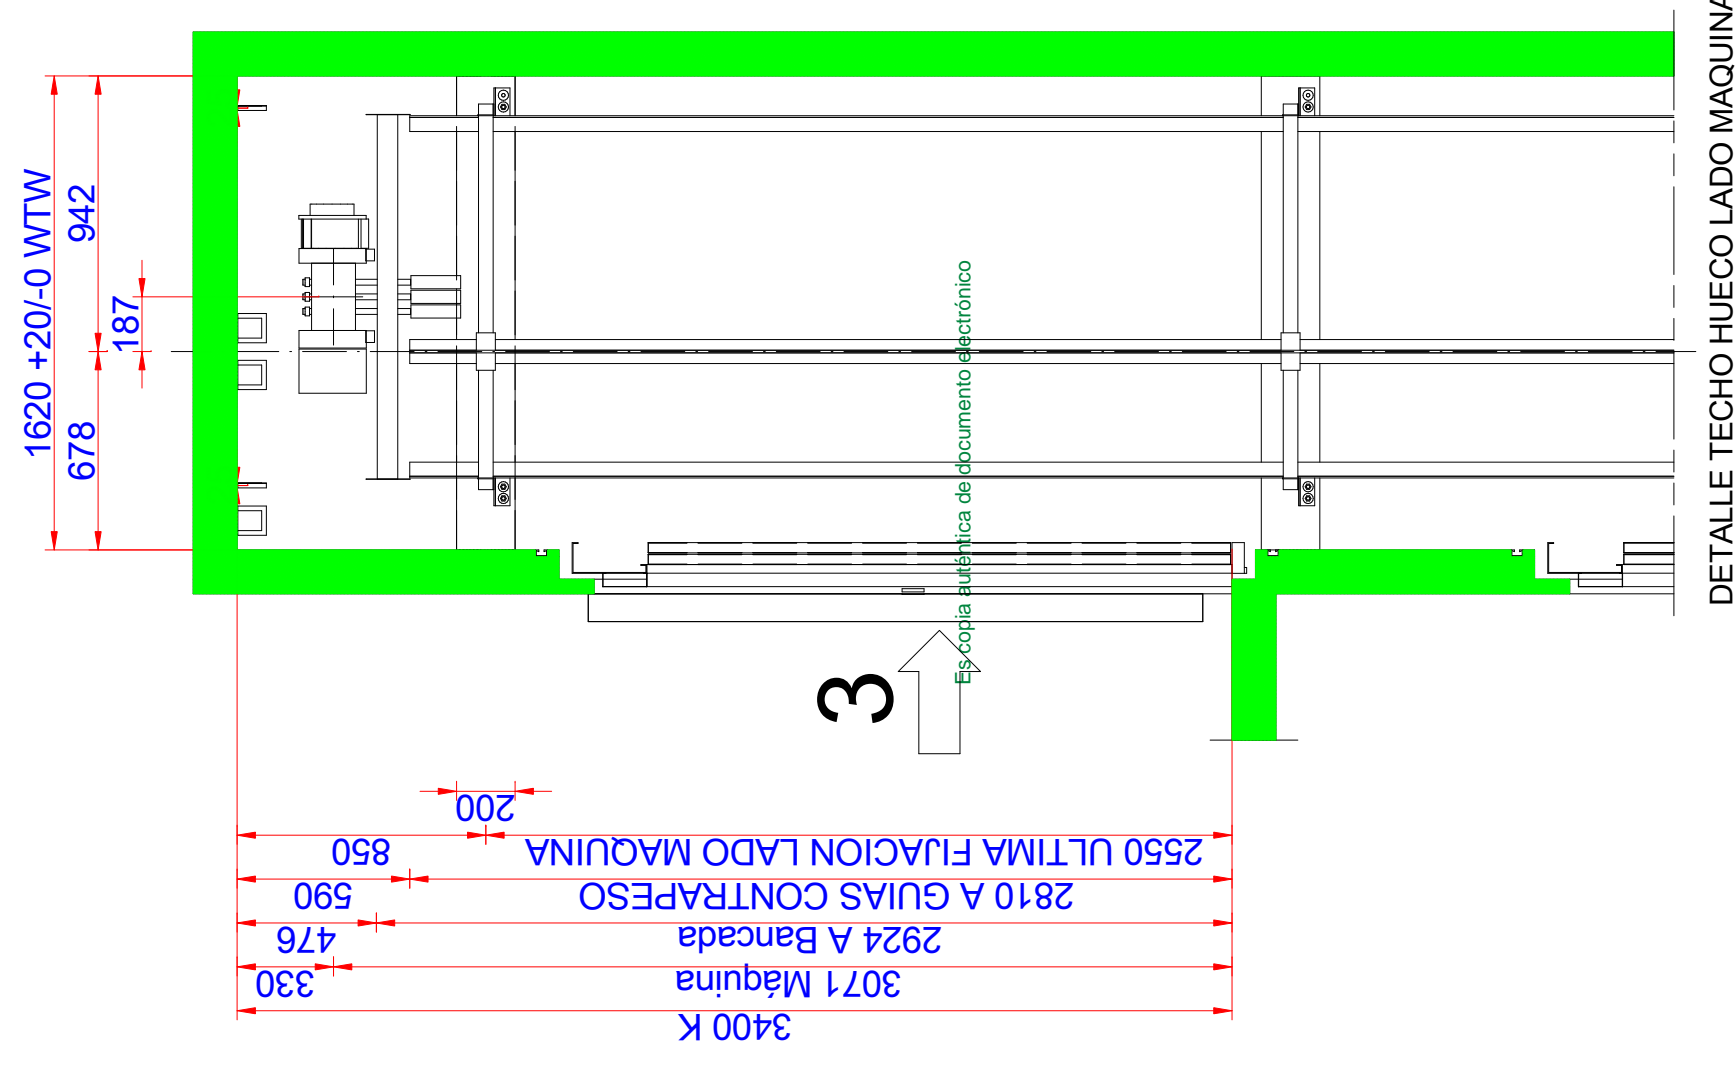 1620 +20/-0 WTW
942
678
187
Es copia auténtica de documento electrónico
3
200
850
2550 ULTIMA FIJACION LADO MAQUINA
590
2810 A GUIAS CONTRAPESO
476
2924 A Bancada
330
3071 Máquina
3400 K
DETALLE TECHO HUECO LADO MAQUINA